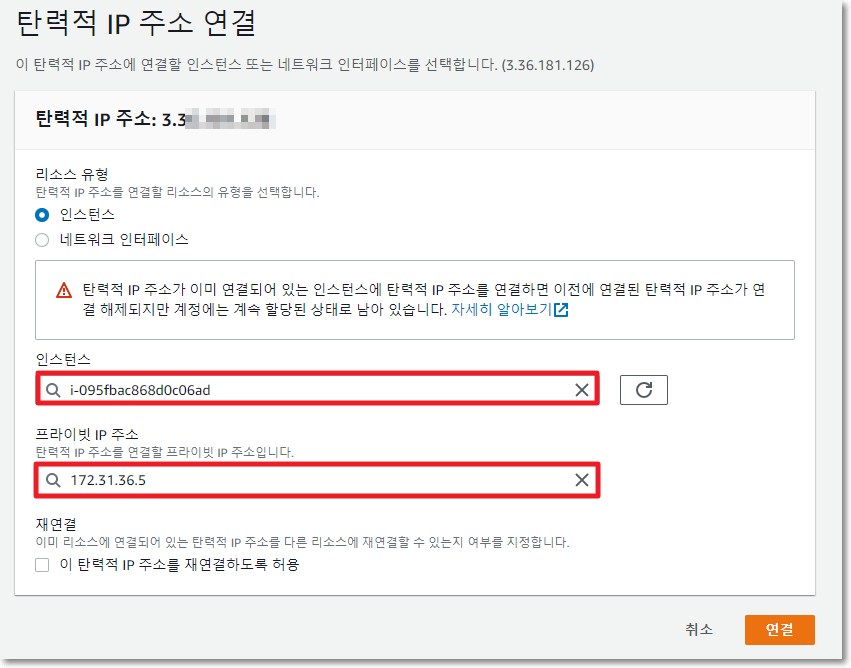 탄력적 IP 주소 연결
이 탄력적 IP 주소에 연결할 인스턴스 또는 네트워크 인터페이스를 선택합니다. (3.36.181.126)
탄력적 IP 주소: 3.3
리소스 유형
탄력적 IP 주소를 연결할 리소스의 유형을 선택합니다.
인스턴스
네트워크 인터페이스
탄력적 IP 주소가 이미 연결되어 있는 인스턴스에 탄력적 IP 주소를 연결하면 이전에 연결된 탄력적 IP 주소가 연
결 해제되지만 계정에는 계속 할당된 상태로 남아 있습니다. 자세히 알아보기
인스턴스
i-095fbac868d0c06ad
프라이빗 IP 주소
탄력적 IP 주소를 연결할 프라이빗 IP 주소입니다.
172.31.36.5
재연결
이미 리소스에 연결되어 있는 탄력적 IP 주소를 다른 리소스에 재연결할 수 있는지 여부를 지정합니다.
이 탄력적 IP 주소를 재연결하도록 허용
취소
연결